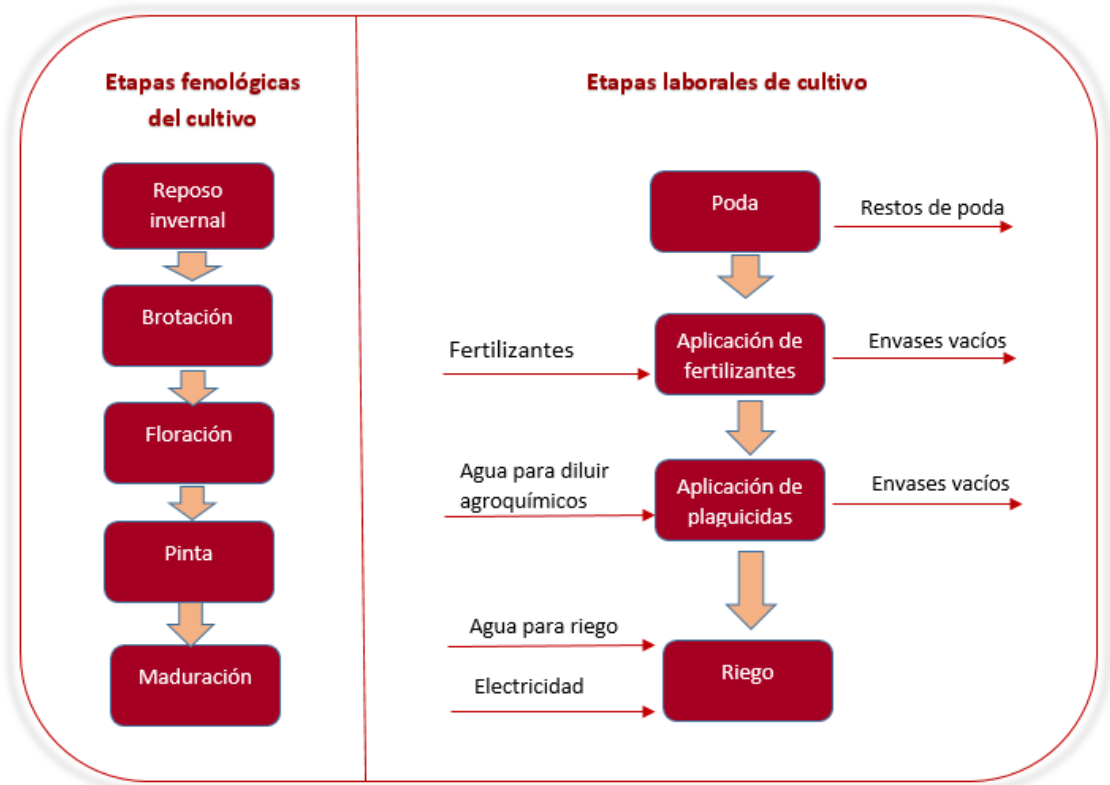 Etapas fenológicas
del cultivo
Reposo
invernal
Brotación
Floración
Pinta
Maduración
Etapas laborales de cultivo
Poda
Restos de poda
Fertilizantes
Aplicación de
fertilizantes
Envases vacíos
Agua para diluir
agroquímicos
Aplicación de
plaguicidas
Envases vacíos
Agua para riego
Electricidad
Riego